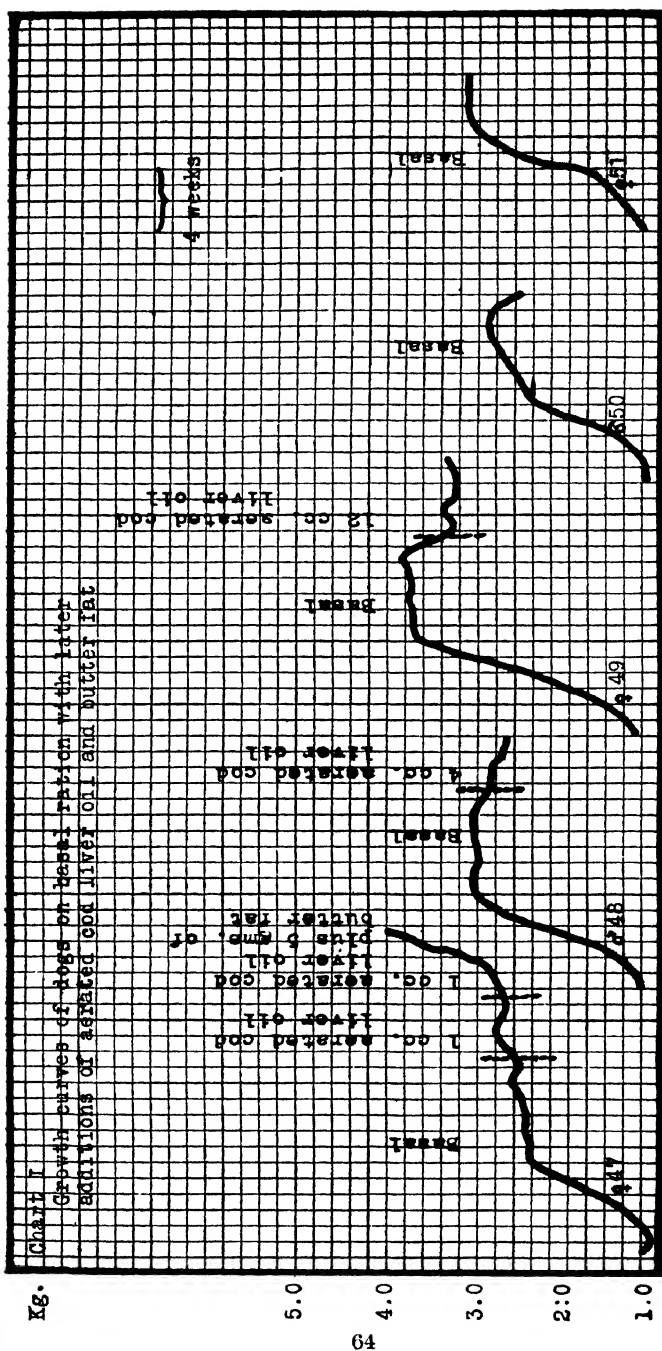 Kg. Chart I
Growth curves of dogs on basal ration with later
additions of aerated cod liver oil and butter fat
4 weeks
5.0
4.0
3.0
2:0
1.0
Basal
1 cc. aerated cod
liver oil
1 cc. aerated cod
liver oil
plus 5 gms. of
butter fat
♀47
Basal
4 cc. aerated cod
liver oil
♂48
Basal
12 cc. aerated cod
liver oil
♀49
Basal
♂50
Basal
♀51
64